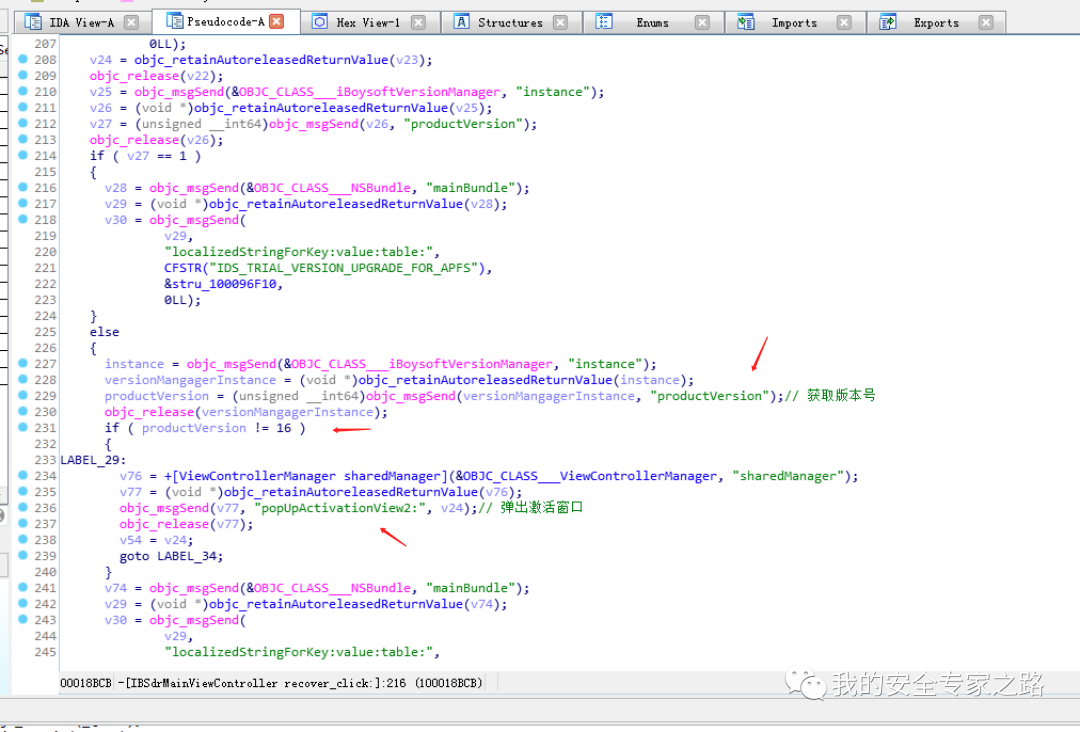 IDA View-A Pseudocode-A Hex View-1 Structures Enums Imports Exports
207 0LL);
208 v24 = objc_retainAutoreleasedReturnValue(v23);
209 objc_release(v22);
210 v25 = objc_msgSend(&OBJC_CLASS___iBoysoftVersionManager, "instance");
211 v26 = (void *)objc_retainAutoreleasedReturnValue(v25);
212 v27 = (unsigned __int64)objc_msgSend(v26, "productVersion");
213 objc_release(v26);
214 if ( v27 == 1 )
215 {
216 v28 = objc_msgSend(&OBJC_CLASS___NSBundle, "mainBundle");
217 v29 = (void *)objc_retainAutoreleasedReturnValue(v28);
218 v30 = objc_msgSend(
219 v29,
220 "localizedStringForKey:value:table:",
221 CFSTR("IDS_TRIAL_VERSION_UPGRADE_FOR_APFS"),
222 &stru_100096F10,
223 0LL);
224 }
225 else
226 {
227 instance = objc_msgSend(&OBJC_CLASS___iBoysoftVersionManager, "instance");
228 versionMangagerInstance = (void *)objc_retainAutoreleasedReturnValue(instance);
229 productVersion = (unsigned __int64)objc_msgSend(versionMangagerInstance, "productVersion");// 获取版本号
230 objc_release(versionMangagerInstance);
231 if ( productVersion != 16 )
232 {
233 LABEL_29:
234 v76 = +[ViewControllerManager sharedManager](&OBJC_CLASS___ViewControllerManager, "sharedManager");
235 v77 = (void *)objc_retainAutoreleasedReturnValue(v76);
236 objc_msgSend(v77, "popUpActivationView2:", v24);// 弹出激活窗口
237 objc_release(v77);
238 v54 = v24;
239 goto LABEL_34;
240 }
241 v74 = objc_msgSend(&OBJC_CLASS___NSBundle, "mainBundle");
242 v29 = (void *)objc_retainAutoreleasedReturnValue(v74);
243 v30 = objc_msgSend(
244 v29,
245 "localizedStringForKey:value:table:",
00018BCB -[IBSdrMainViewController recover_click:]:216 (100018BCB)
我的安全专家之路